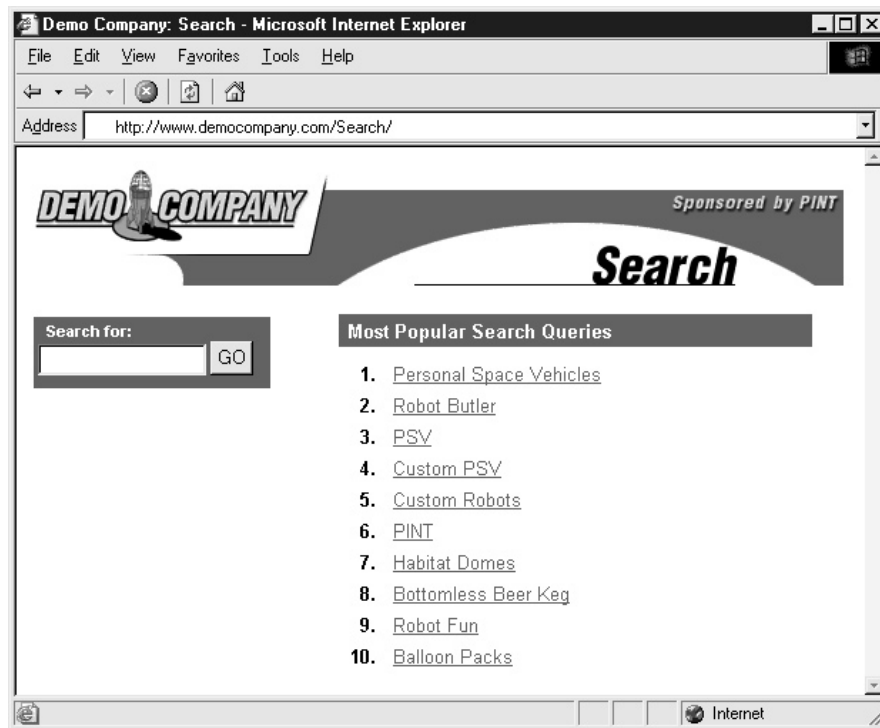 Demo Company: Search - Microsoft Internet Explorer
File Edit View Favorites Tools Help
Address http://www.democompany.com/Search/
DEMO COMPANY
Sponsored by PINT
Search
Search for:
GO
Most Popular Search Queries
1. Personal Space Vehicles
2. Robot Butler
3. PSV
4. Custom PSV
5. Custom Robots
6. PINT
7. Habitat Domes
8. Bottomless Beer Keg
9. Robot Fun
10. Balloon Packs
Internet